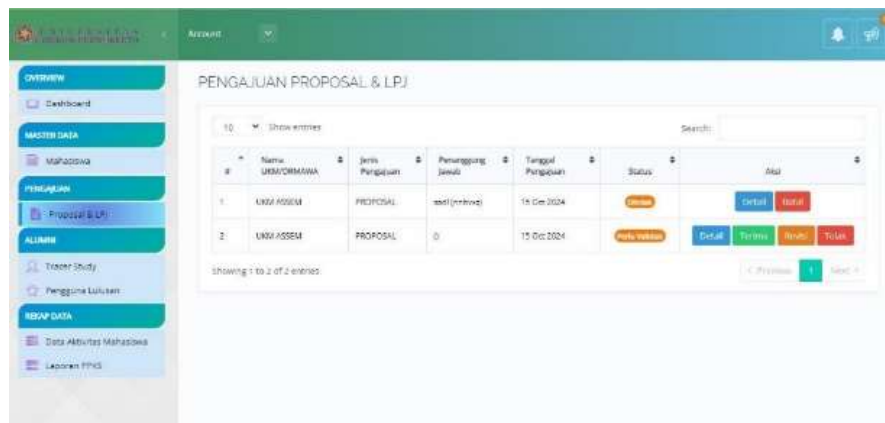 Account
OVERVIEW
Dashboard
MASTER DATA
Mahasiswa
PENGAJUAN
Proposal & LPJ
ALUMNI
Tracer Study
Pengguna Lulusan
REKAP DATA
Data Aktivitas Mahasiswa
Laporan PPKS
PENGAJUAN PROPOSAL & LPJ
10 Show entries
Search:
# Nama UKM/ORMAWA Jenis Pengajuan Penanggung Jawab Tanggal Pengajuan Status Aksi
1 UKM ASSEM PROPOSAL 16 Oct 2024 Detail Batal
2 UKM ASSEM PROPOSAL () 15 Oct 2024 Perlu Validasi Detail Terima Revisi Tolak
Showing 1 to 2 of 2 entries
< Previous 1 Next >